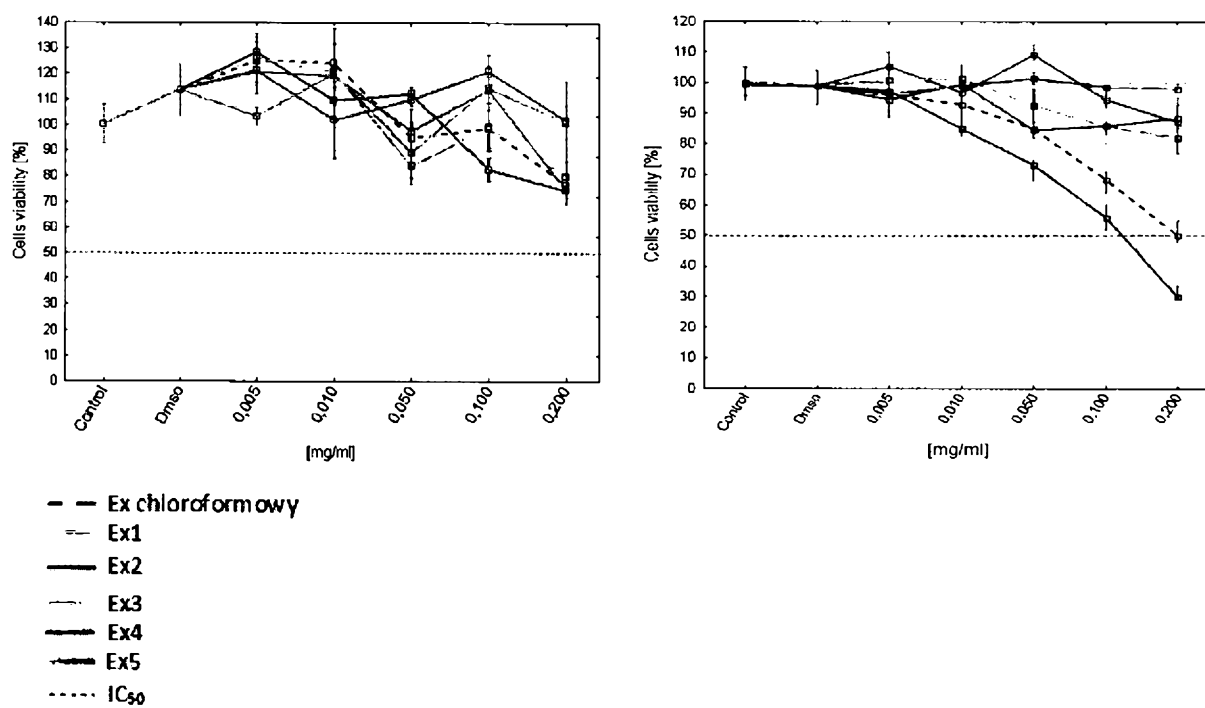 140
130
120
110
100
90
80
70
60
50
40
30
20
10
0
Cells viability [%]
Control
Dmso
0,005
0,010
0,050
0,100
0,200
[mg/ml]
120
110
100
90
80
70
60
50
40
30
20
10
0
Cells viability [%]
Control
Dmso
0,005
0,010
0,050
0,100
0,200
[mg/ml]
Ex chloroformowy
Ex1
Ex2
Ex3
Ex4
Ex5
IC50